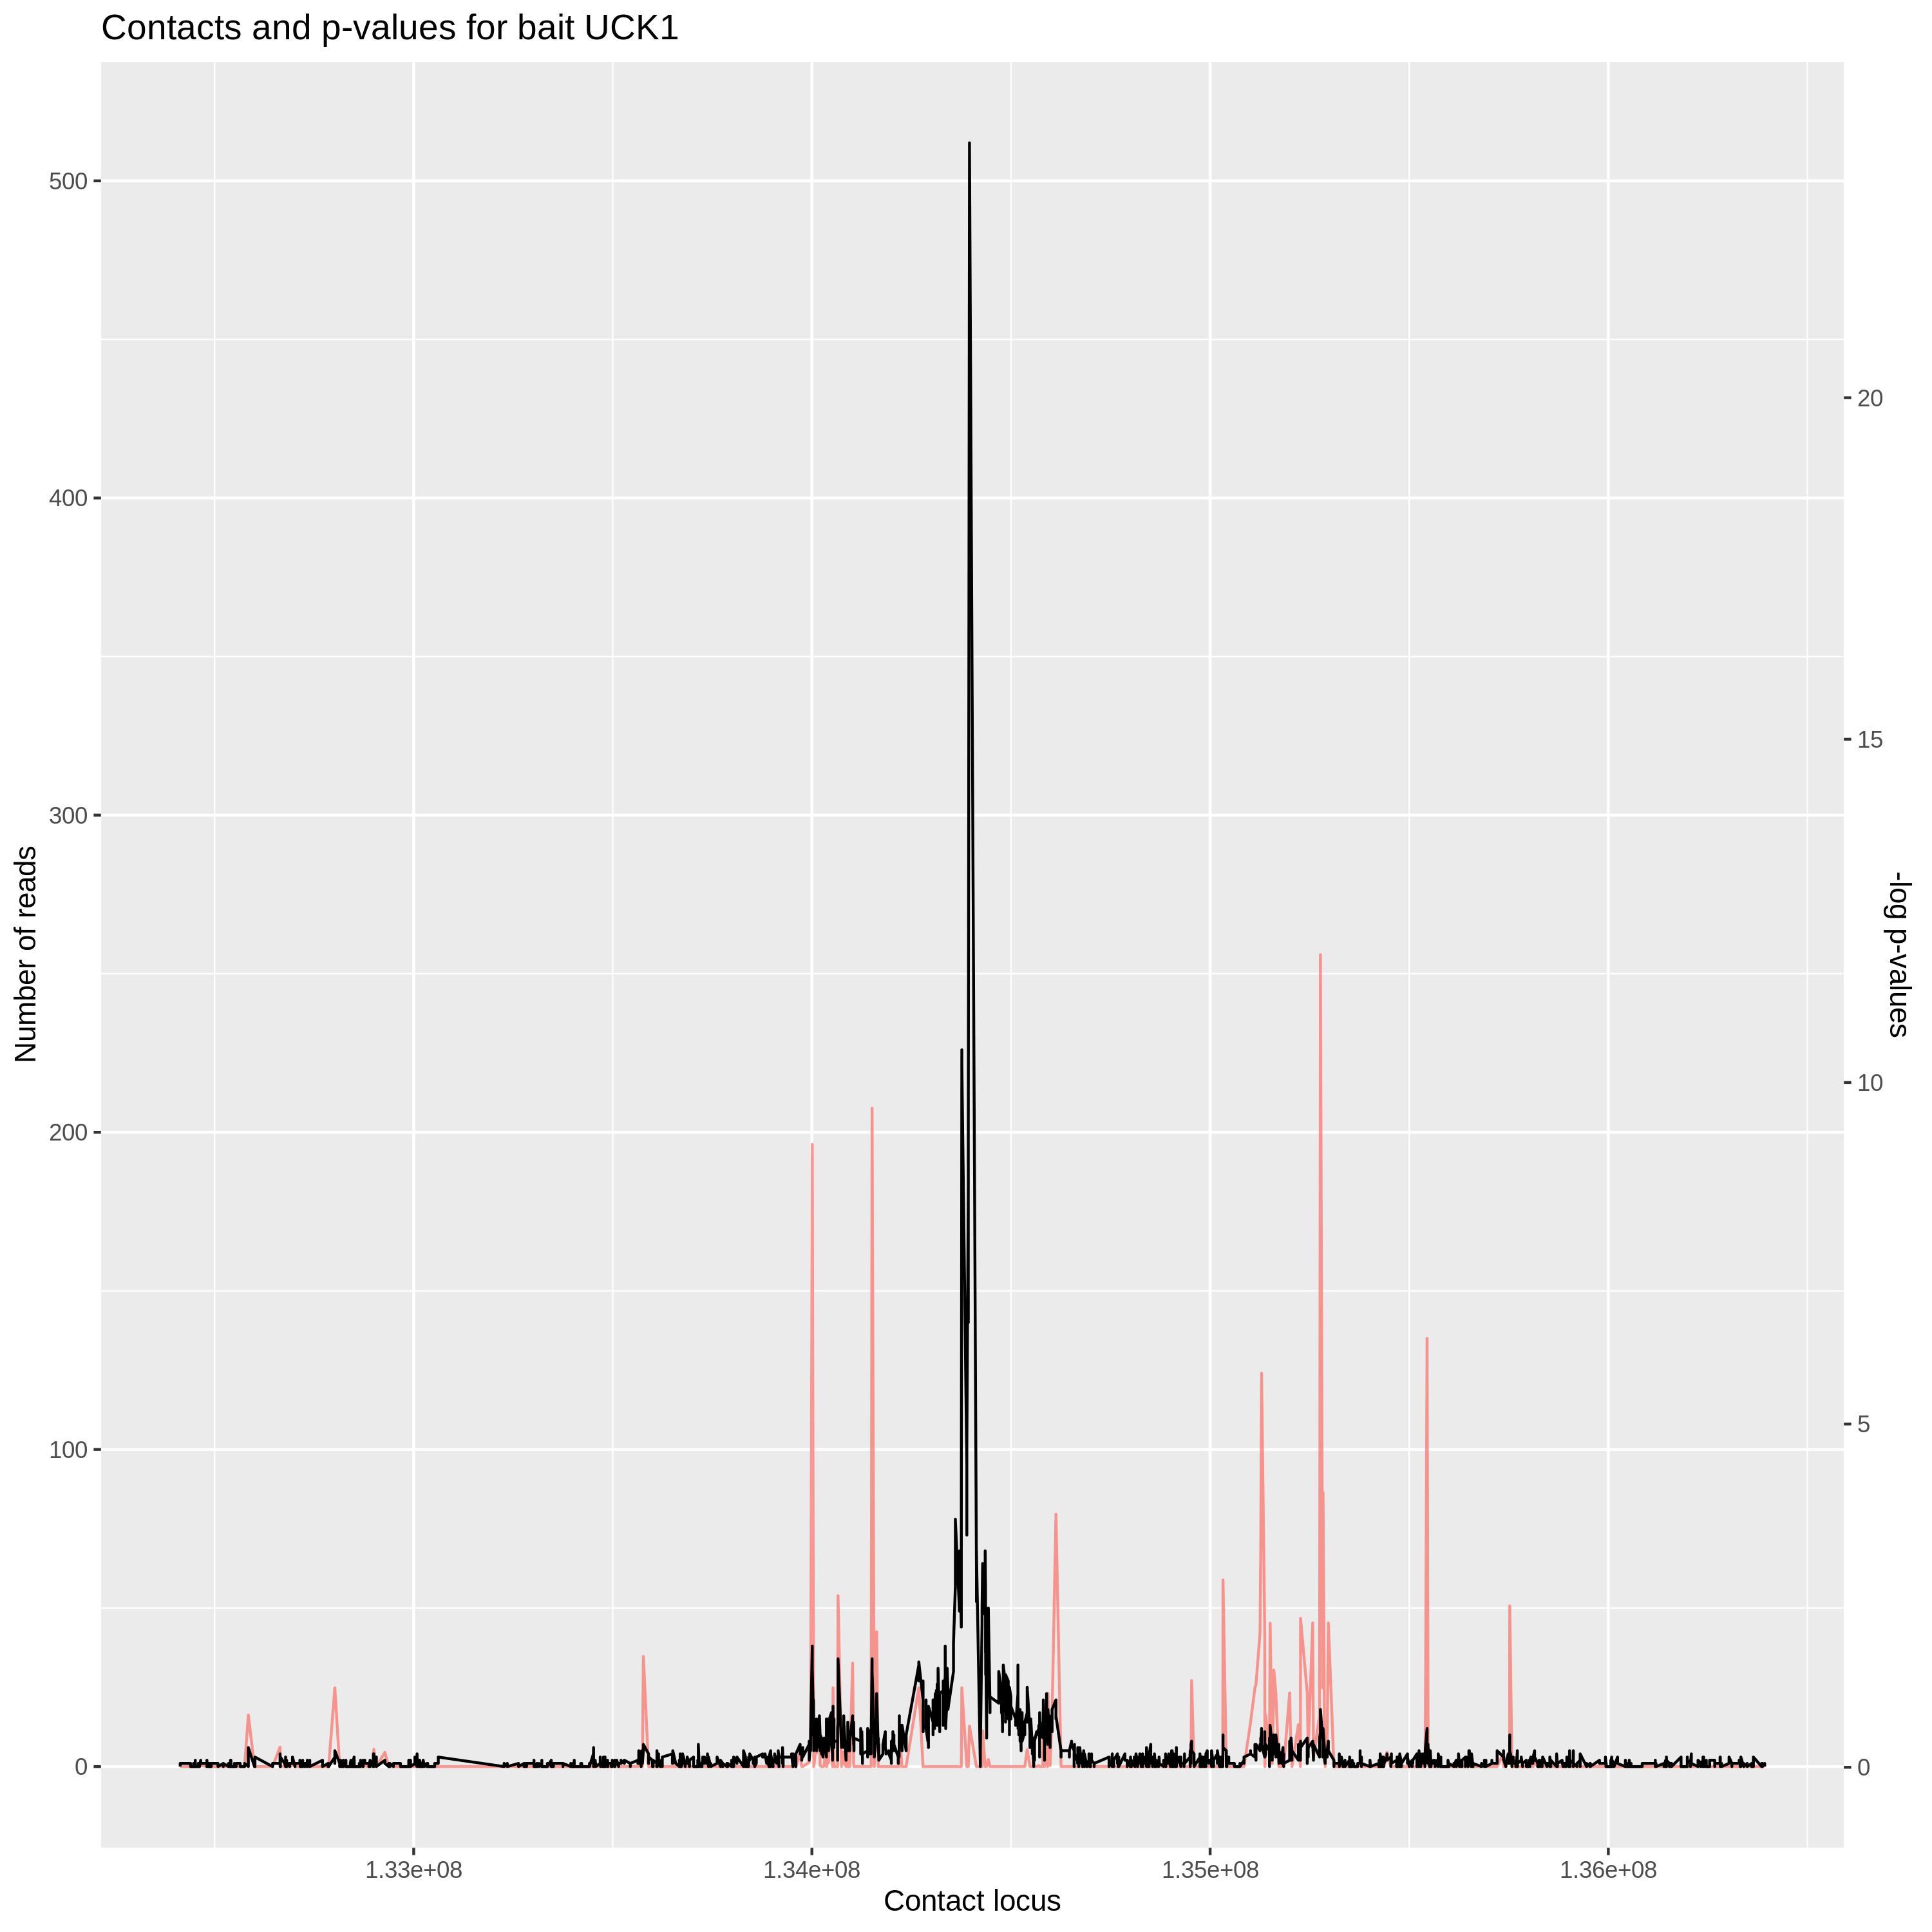 Contacts and p-values for bait UCK1
Number of reads
500
400
300
200
100
0
20
15
10
5
0
-log p-values
1.33e+08
1.34e+08
1.35e+08
1.36e+08
Contact locus